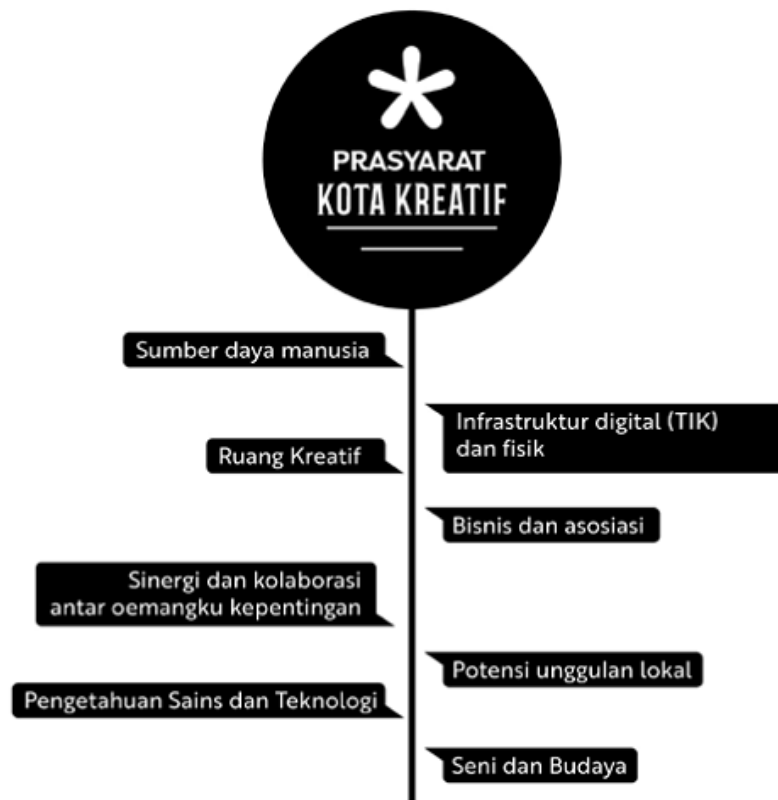 PRASYARAT
KOTA KREATIF
Sumber daya manusia
Infrastruktur digital (TIK)
dan fisik
Ruang Kreatif
Bisnis dan asosiasi
Sinergi dan kolaborasi
antar oemangku kepentingan
Potensi unggulan lokal
Pengetahuan Sains dan Teknologi
Seni dan Budaya